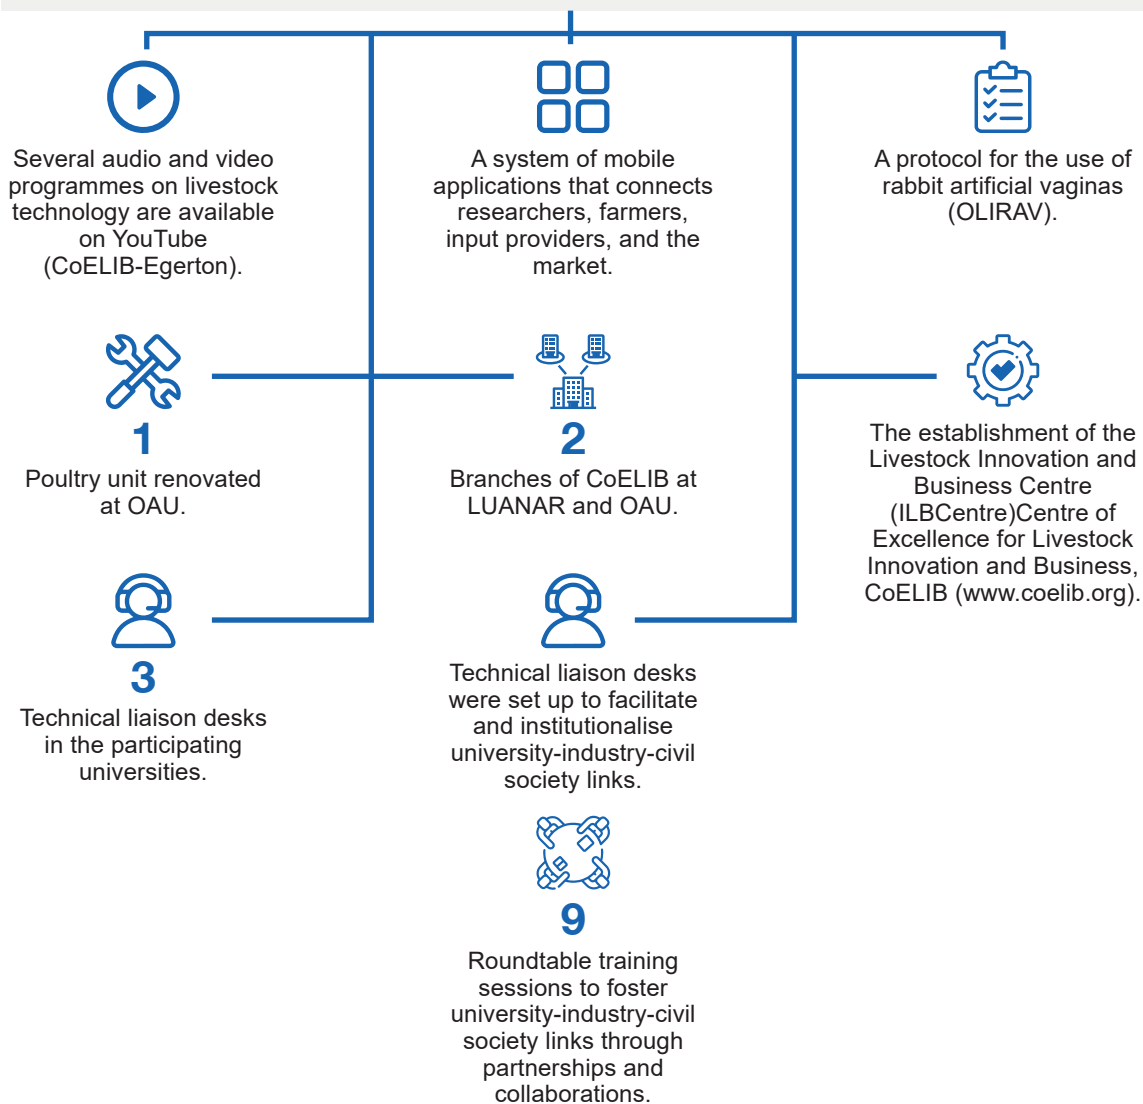 Several audio and video
programmes on livestock
technology are available
on YouTube
(CoELIB-Egerton).
A system of mobile
applications that connects
researchers, farmers,
input providers, and the
market.
A protocol for the use of
rabbit artificial vaginas
(OLIRAV).
1
Poultry unit renovated
at OAU.
2
Branches of CoELIB at
LUANAR and OAU.
The establishment of the
Livestock Innovation and
Business Centre
(ILBCentre)Centre of
Excellence for Livestock
Innovation and Business,
CoELIB (www.coelib.org).
3
Technical liaison desks
in the participating
universities.
Technical liaison desks
were set up to facilitate
and institutionalise
university-industry-civil
society links.
9
Roundtable training
sessions to foster
university-industry-civil
society links through
partnerships and
collaborations.